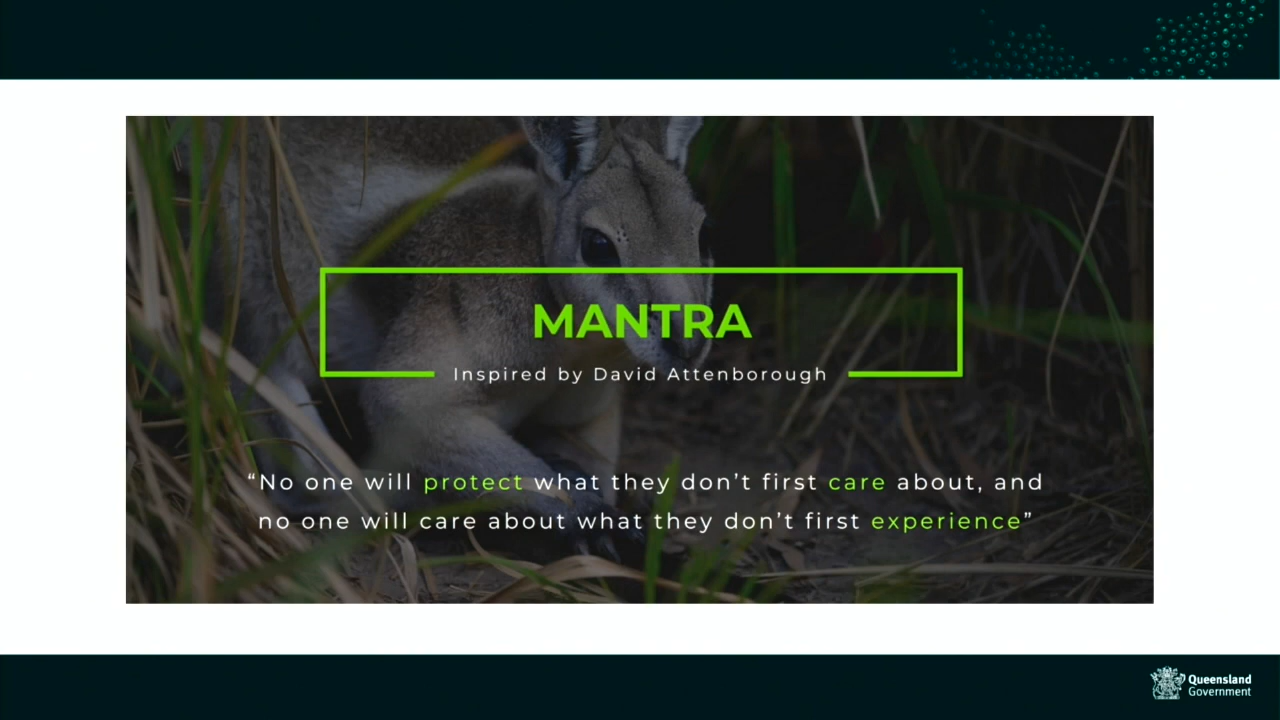 MANTRA
Inspired by David Attenborough
“No one will protect what they don’t first care about, and
no one will care about what they don’t first experience”
Queensland
Government